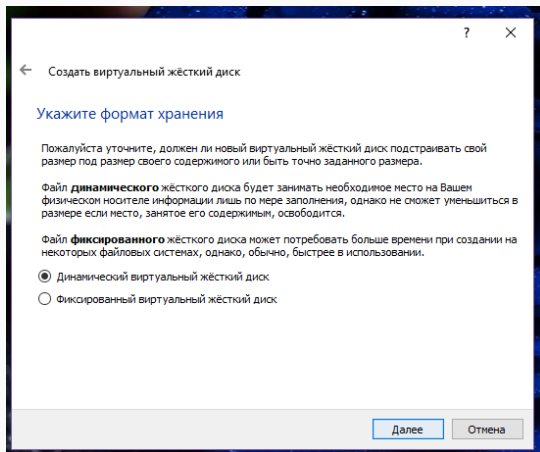 ?
Создать виртуальный жёсткий диск
Укажите формат хранения
Пожалуйста уточните, должен ли новый виртуальный жёсткий диск подстраивать свой
размер под размер своего содержимого или быть точно заданного размера.
Файл динамического жёсткого диска будет занимать необходимое место на Вашем
физическом носителе информации лишь по мере заполнения, однако не сможет уменьшиться в
размере если место, занятое его содержимым, освободится.
Файл фиксированного жёсткого диска может потребовать больше времени при создании на
некоторых файловых системах, однако, обычно, быстрее в использовании.
Динамический виртуальный жёсткий диск
Фиксированный виртуальный жёсткий диск
Далее Отмена